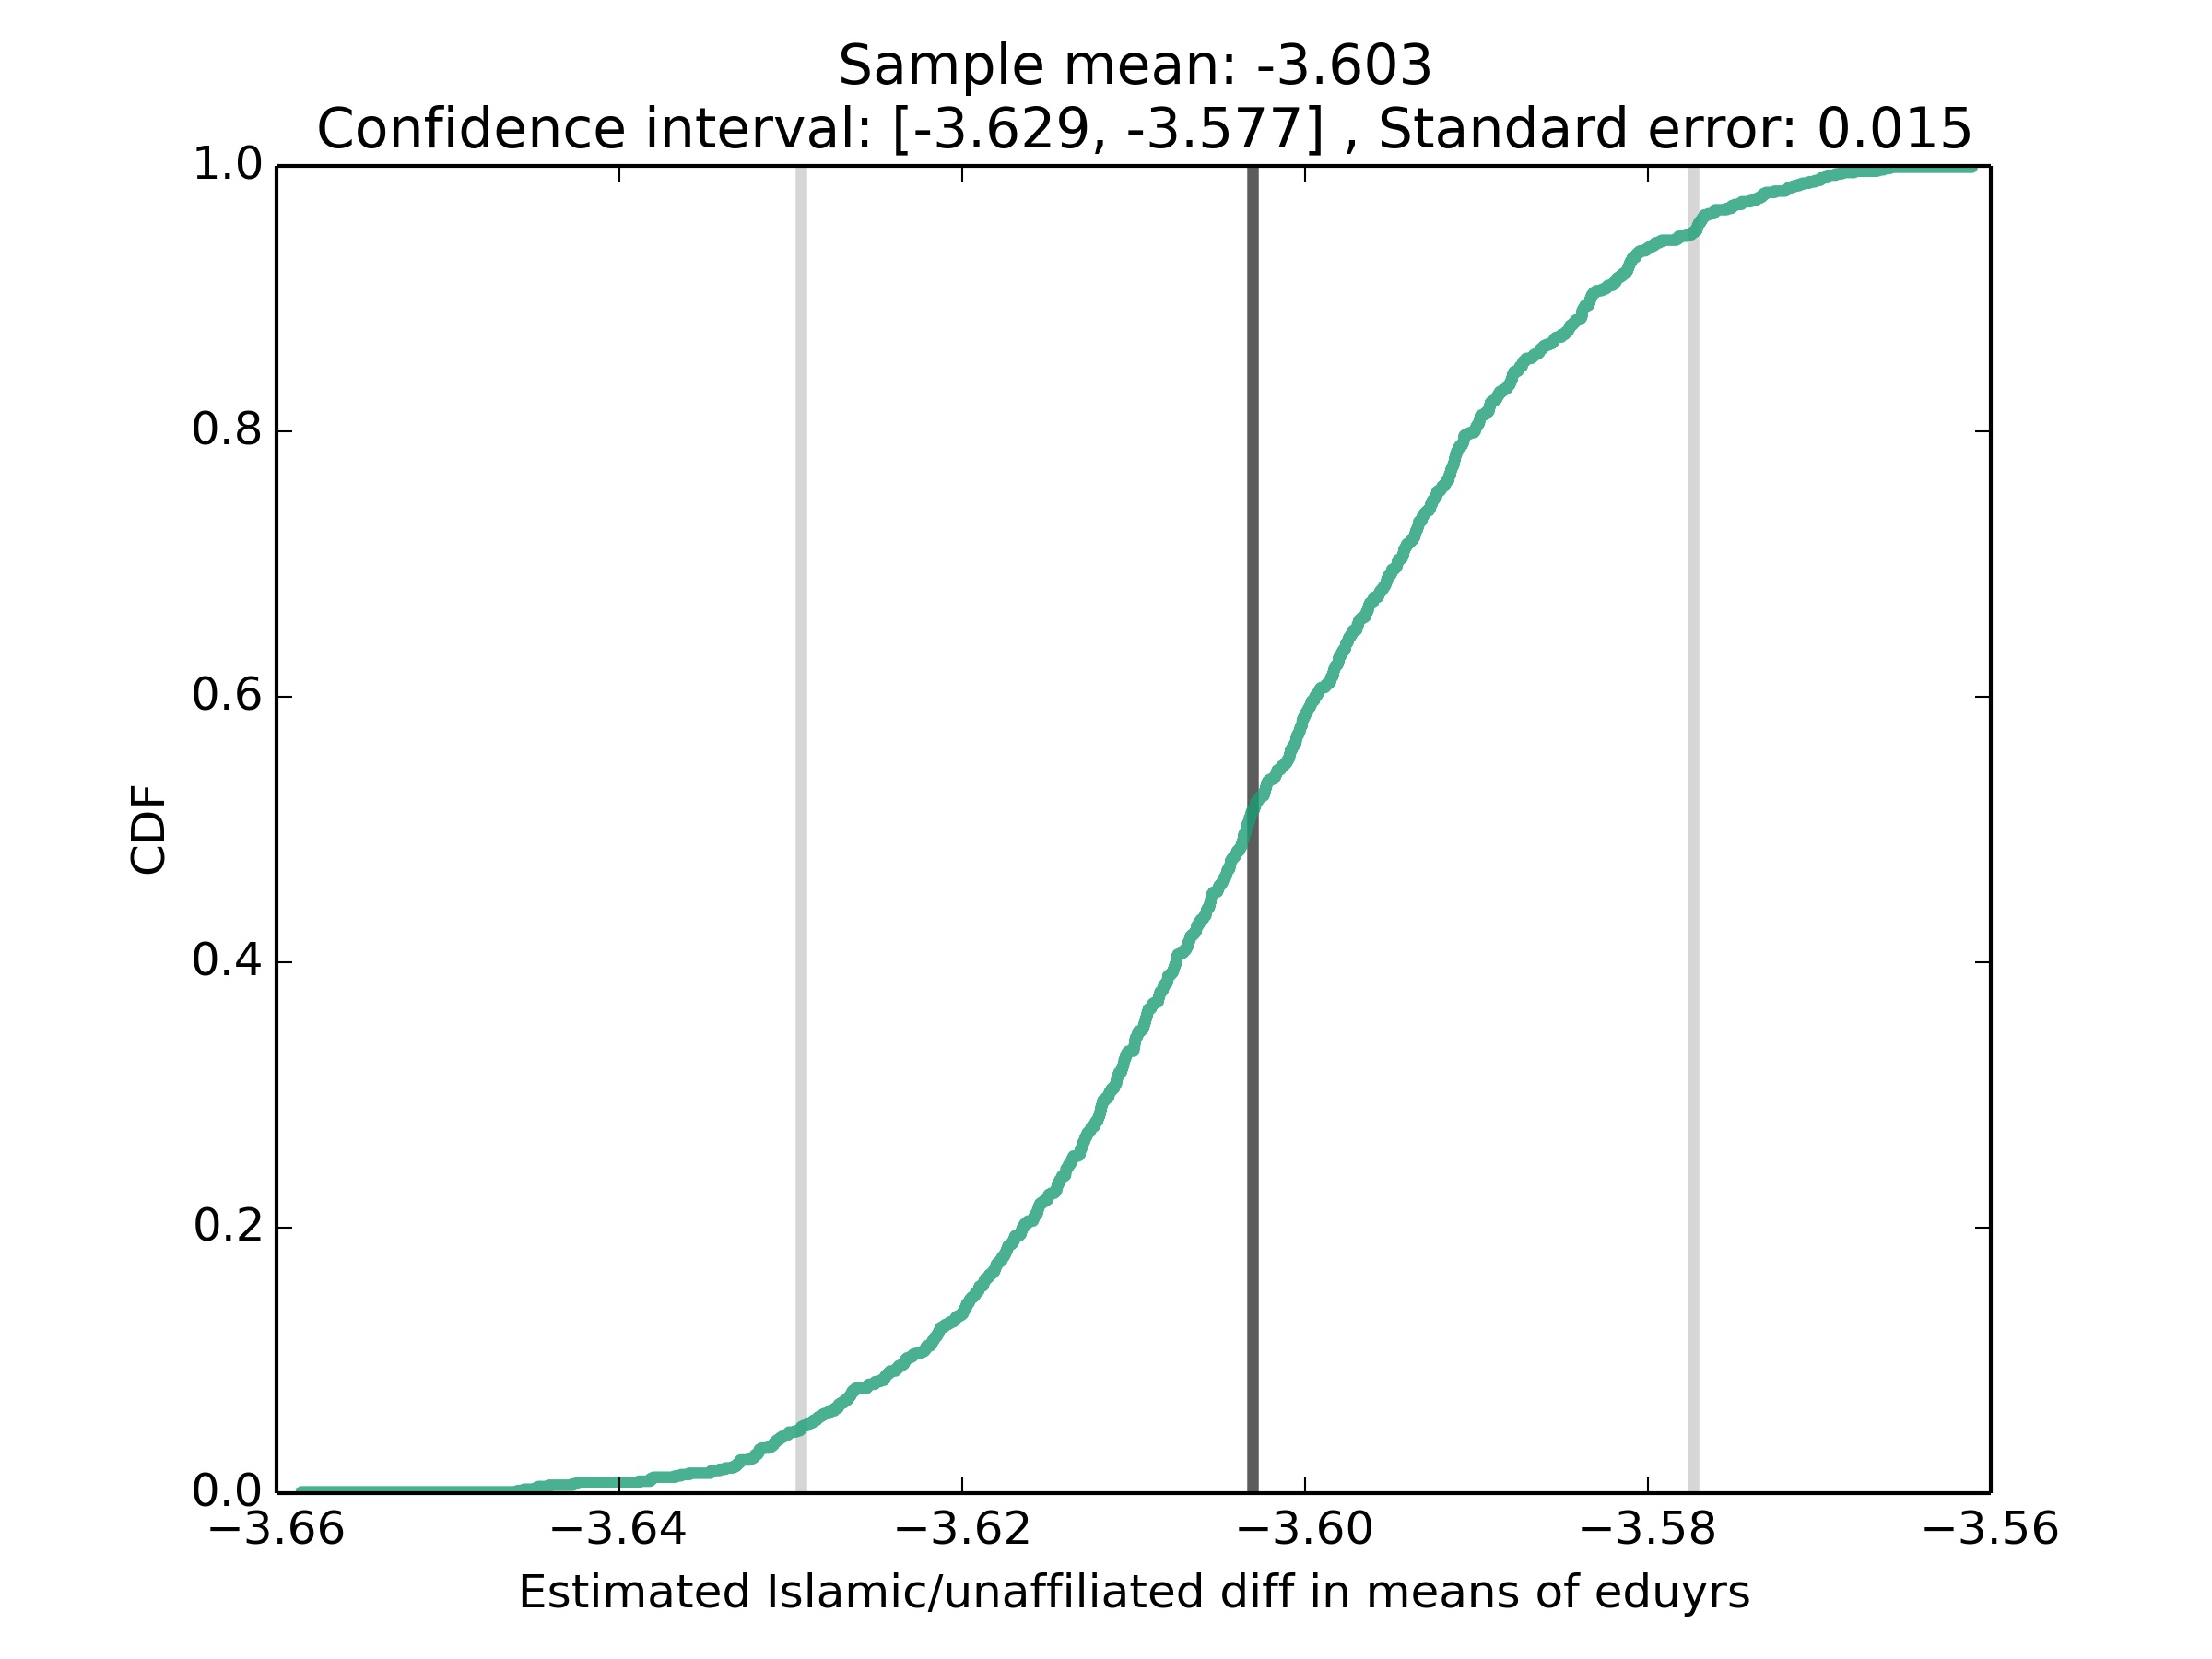 Sample mean: -3.603
Confidence interval: [-3.629, -3.577] , Standard error: 0.015
1.0
0.8
0.6
0.4
0.2
0.0
CDF
−3.66 −3.64 −3.62 −3.60 −3.58 −3.56
Estimated Islamic/unaffiliated diff in means of eduyrs